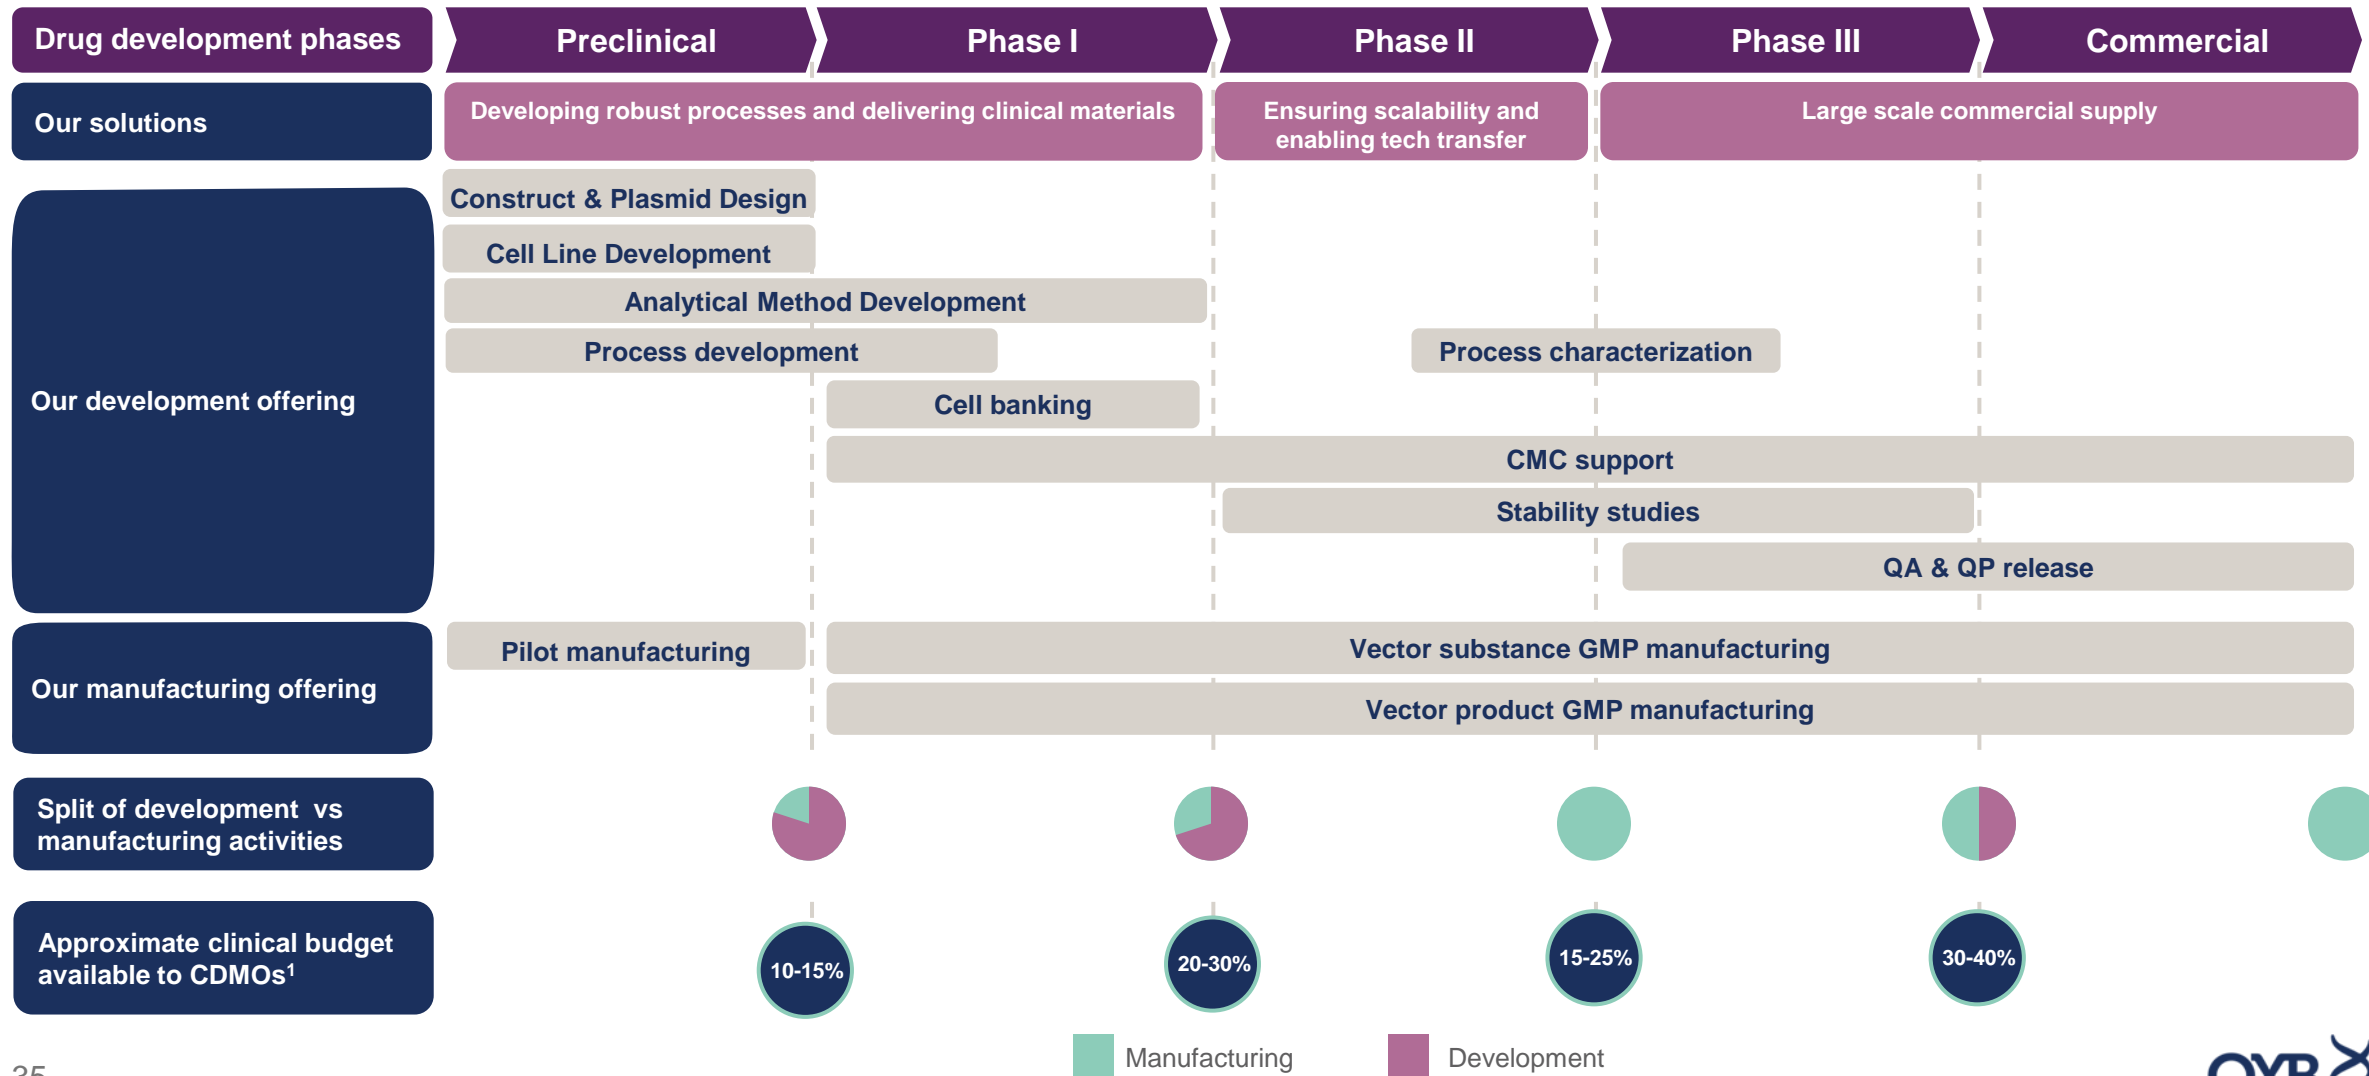 Drug development phases
Preclinical
Phase I
Phase II
Phase III
Commercial
Our solutions
Developing robust processes and delivering clinical materials
Ensuring scalability and
enabling tech transfer
Large scale commercial supply
Our development offering
Construct & Plasmid Design
Cell Line Development
Analytical Method Development
Process development
Process characterization
Cell banking
CMC support
Stability studies
QA & QP release
Our manufacturing offering
Pilot manufacturing
Vector substance GMP manufacturing
Vector product GMP manufacturing
Split of development vs
manufacturing activities
Approximate clinical budget
available to CDMOs¹
10-15%
20-30%
15-25%
30-40%
Manufacturing
Development
35